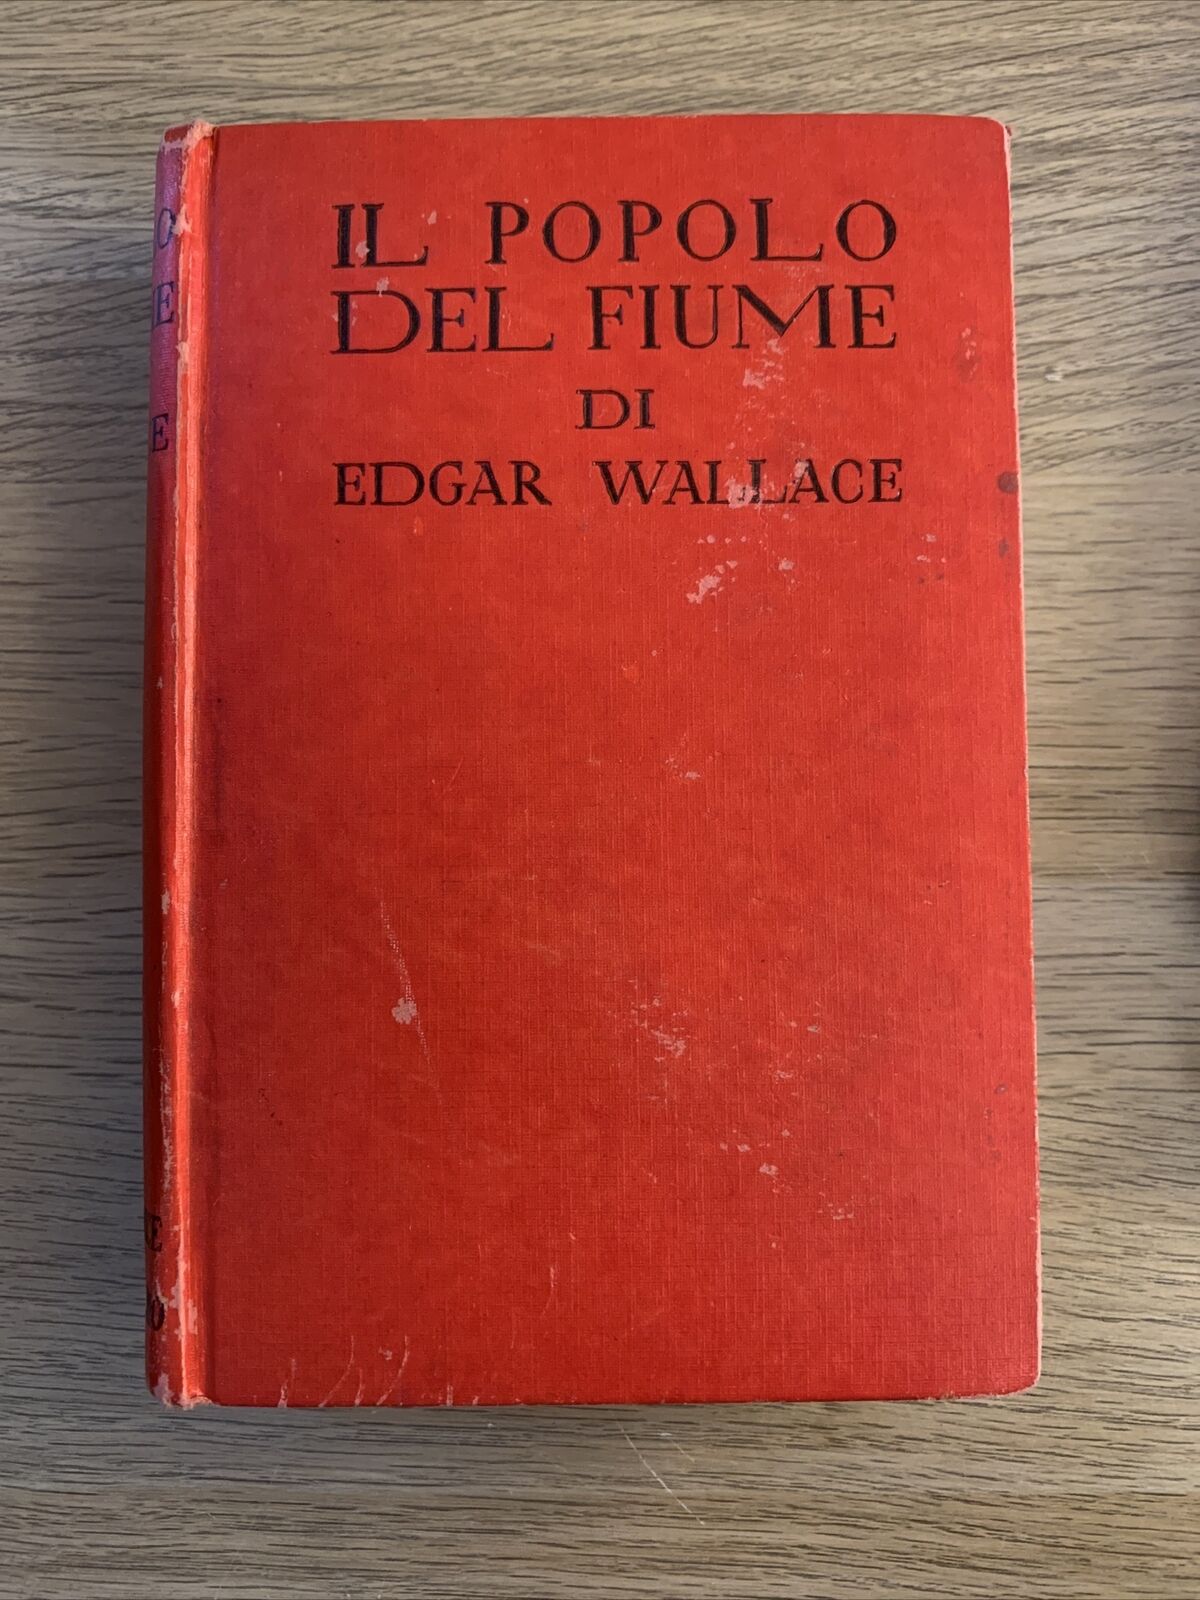 IL POPOLO
DEL FIUME
DI
EDGAR WALLACE